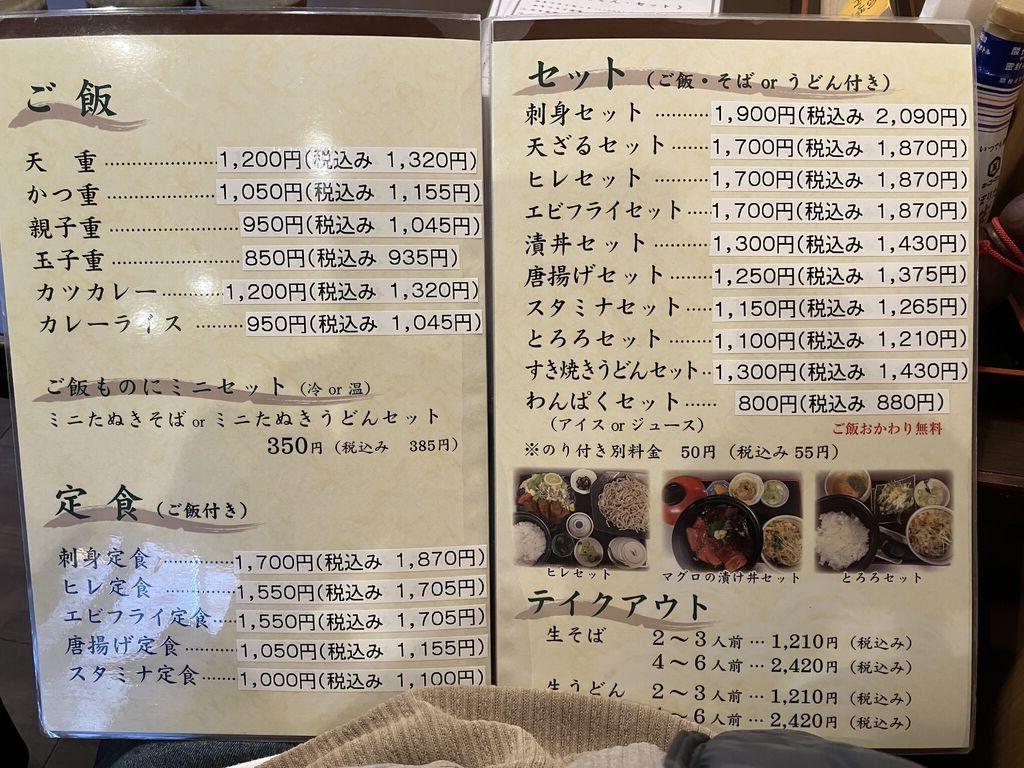 ご飯
天 重 ………………1,200円(税込み 1,320円)
かつ重 ………………1,050円(税込み 1,155円)
親子重 ………………950円(税込み 1,045円)
玉子重 ………………850円(税込み 935円)
カツカレー………1,200円(税込み 1,320円)
カレーライス ………950円(税込み 1,045円)
ご飯ものにミニセット (冷 or 温)
ミニたぬきそば or ミニたぬきうどんセット
350円 (税込み 385円)
定食 (ご飯付き)
刺身定食 …………1,700円(税込み 1,870円)
ヒレ定食 …………1,550円(税込み 1,705円)
エビフライ定食……1,550円(税込み 1,705円)
唐揚げ定食 ………1,050円(税込み 1,155円)
スタミナ定食……1,000円(税込み 1,100円)
セット (ご飯・そば or うどん付き)
刺身セット …………1,900円(税込み 2,090円)
天ざるセット………1,700円(税込み 1,870円)
ヒレセット …………1,700円(税込み 1,870円)
エビフライセット……1,700円(税込み 1,870円)
漬丼セット …………1,300円(税込み 1,430円)
唐揚げセット………1,250円(税込み 1,375円)
スタミナセット……1,150円(税込み 1,265円)
とろろセット………1,100円(税込み 1,210円)
すき焼きうどんセット…1,300円(税込み 1,430円)
わんぱくセット…… 800円(税込み 880円)
(アイス or ジュース)
ご飯おかわり無料
※のり付き別料金 50円 (税込み 55円)
ヒレセット
マグロの漬け丼セット
とろろセット
テイクアウト
生そば 2〜3人前 … 1,210円 (税込み)
4〜6人前 … 2,420円 (税込み)
生うどん 2〜3人前 … 1,210円 (税込み)
6人前 … 2,420円 (税込み)